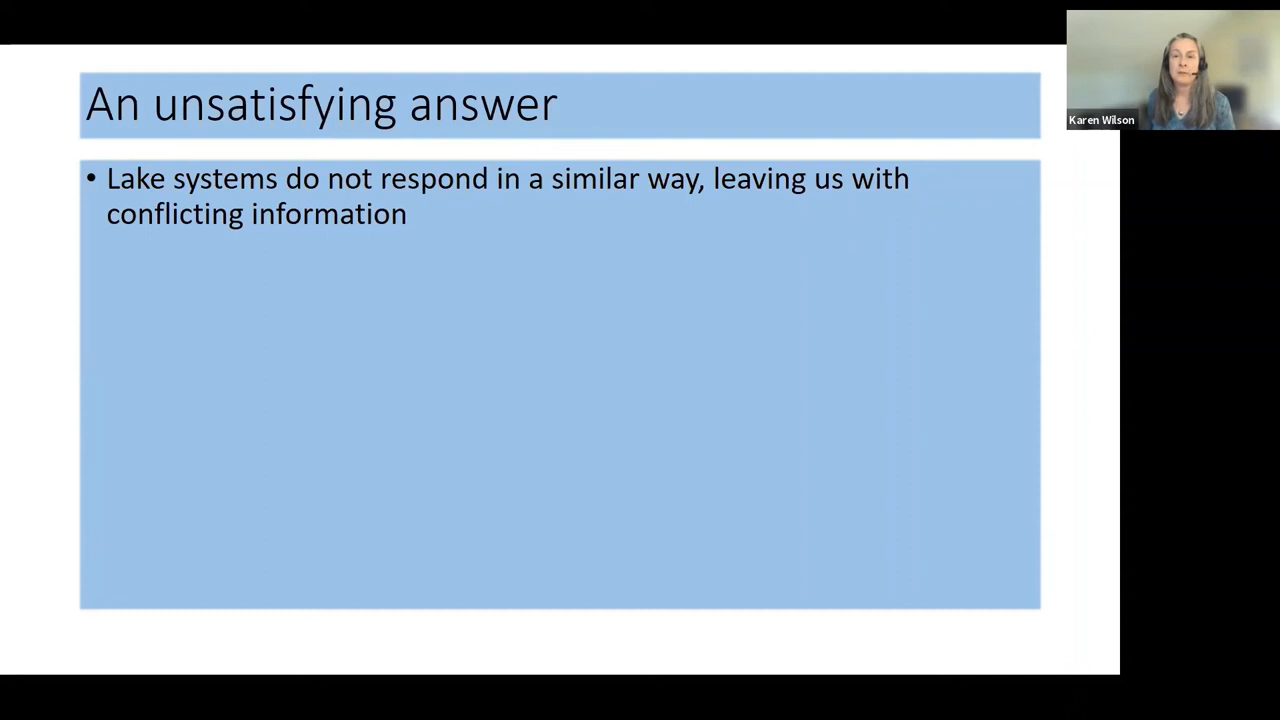 An unsatisfying answer
• Lake systems do not respond in a similar way, leaving us with
conflicting information
Karen Wilson